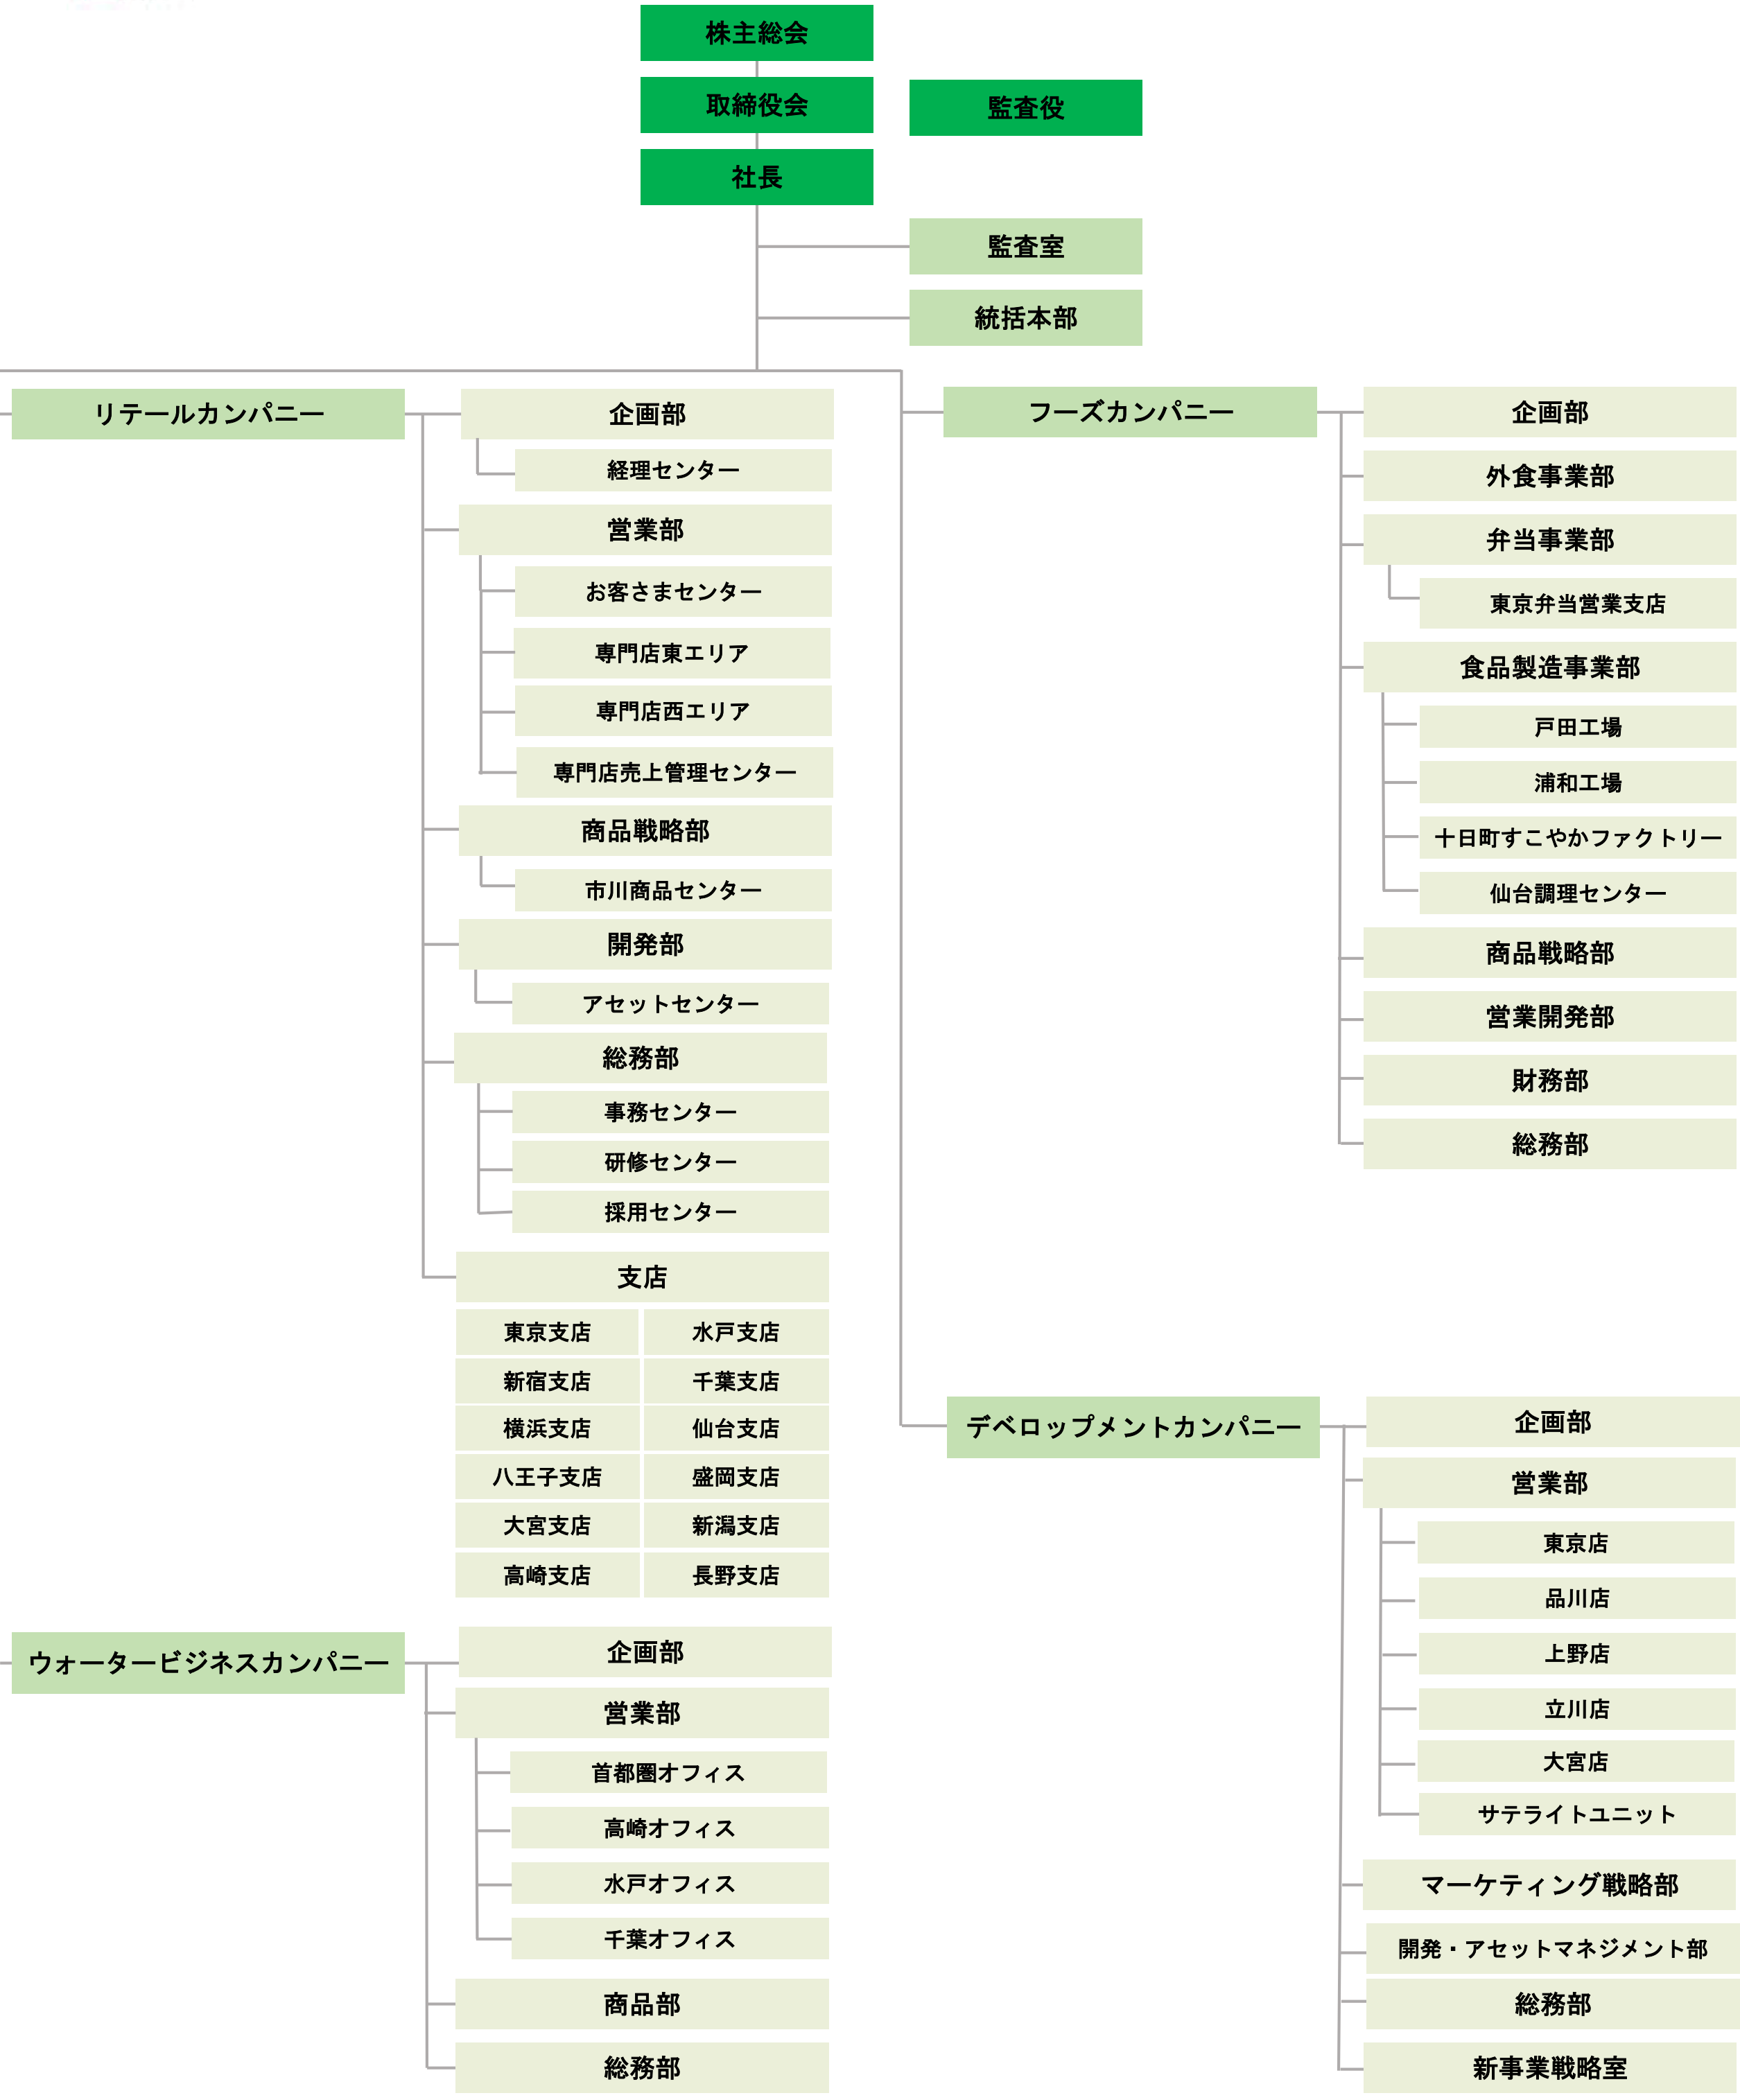 株主総会
取締役会
監査役
社長
監査室
統括本部
リテールカンパニー
企画部
経理センター
営業部
お客さまセンター
専門店東エリア
専門店西エリア
専門店売上管理センター
商品戦略部
市川商品センター
開発部
アセットセンター
総務部
事務センター
研修センター
採用センター
支店
東京支店
水戸支店
新宿支店
千葉支店
横浜支店
仙台支店
八王子支店
盛岡支店
大宮支店
新潟支店
高崎支店
長野支店
ウォータービジネスカンパニー
企画部
営業部
首都圏オフィス
高崎オフィス
水戸オフィス
千葉オフィス
商品部
総務部
フーズカンパニー
企画部
外食事業部
弁当事業部
東京弁当営業支店
食品製造事業部
戸田工場
浦和工場
十日町すこやかファクトリー
仙台調理センター
商品戦略部
営業開発部
財務部
総務部
デベロップメントカンパニー
企画部
営業部
東京店
品川店
上野店
立川店
大宮店
サテライトユニット
マーケティング戦略部
開発・アセットマネジメント部
総務部
新事業戦略室